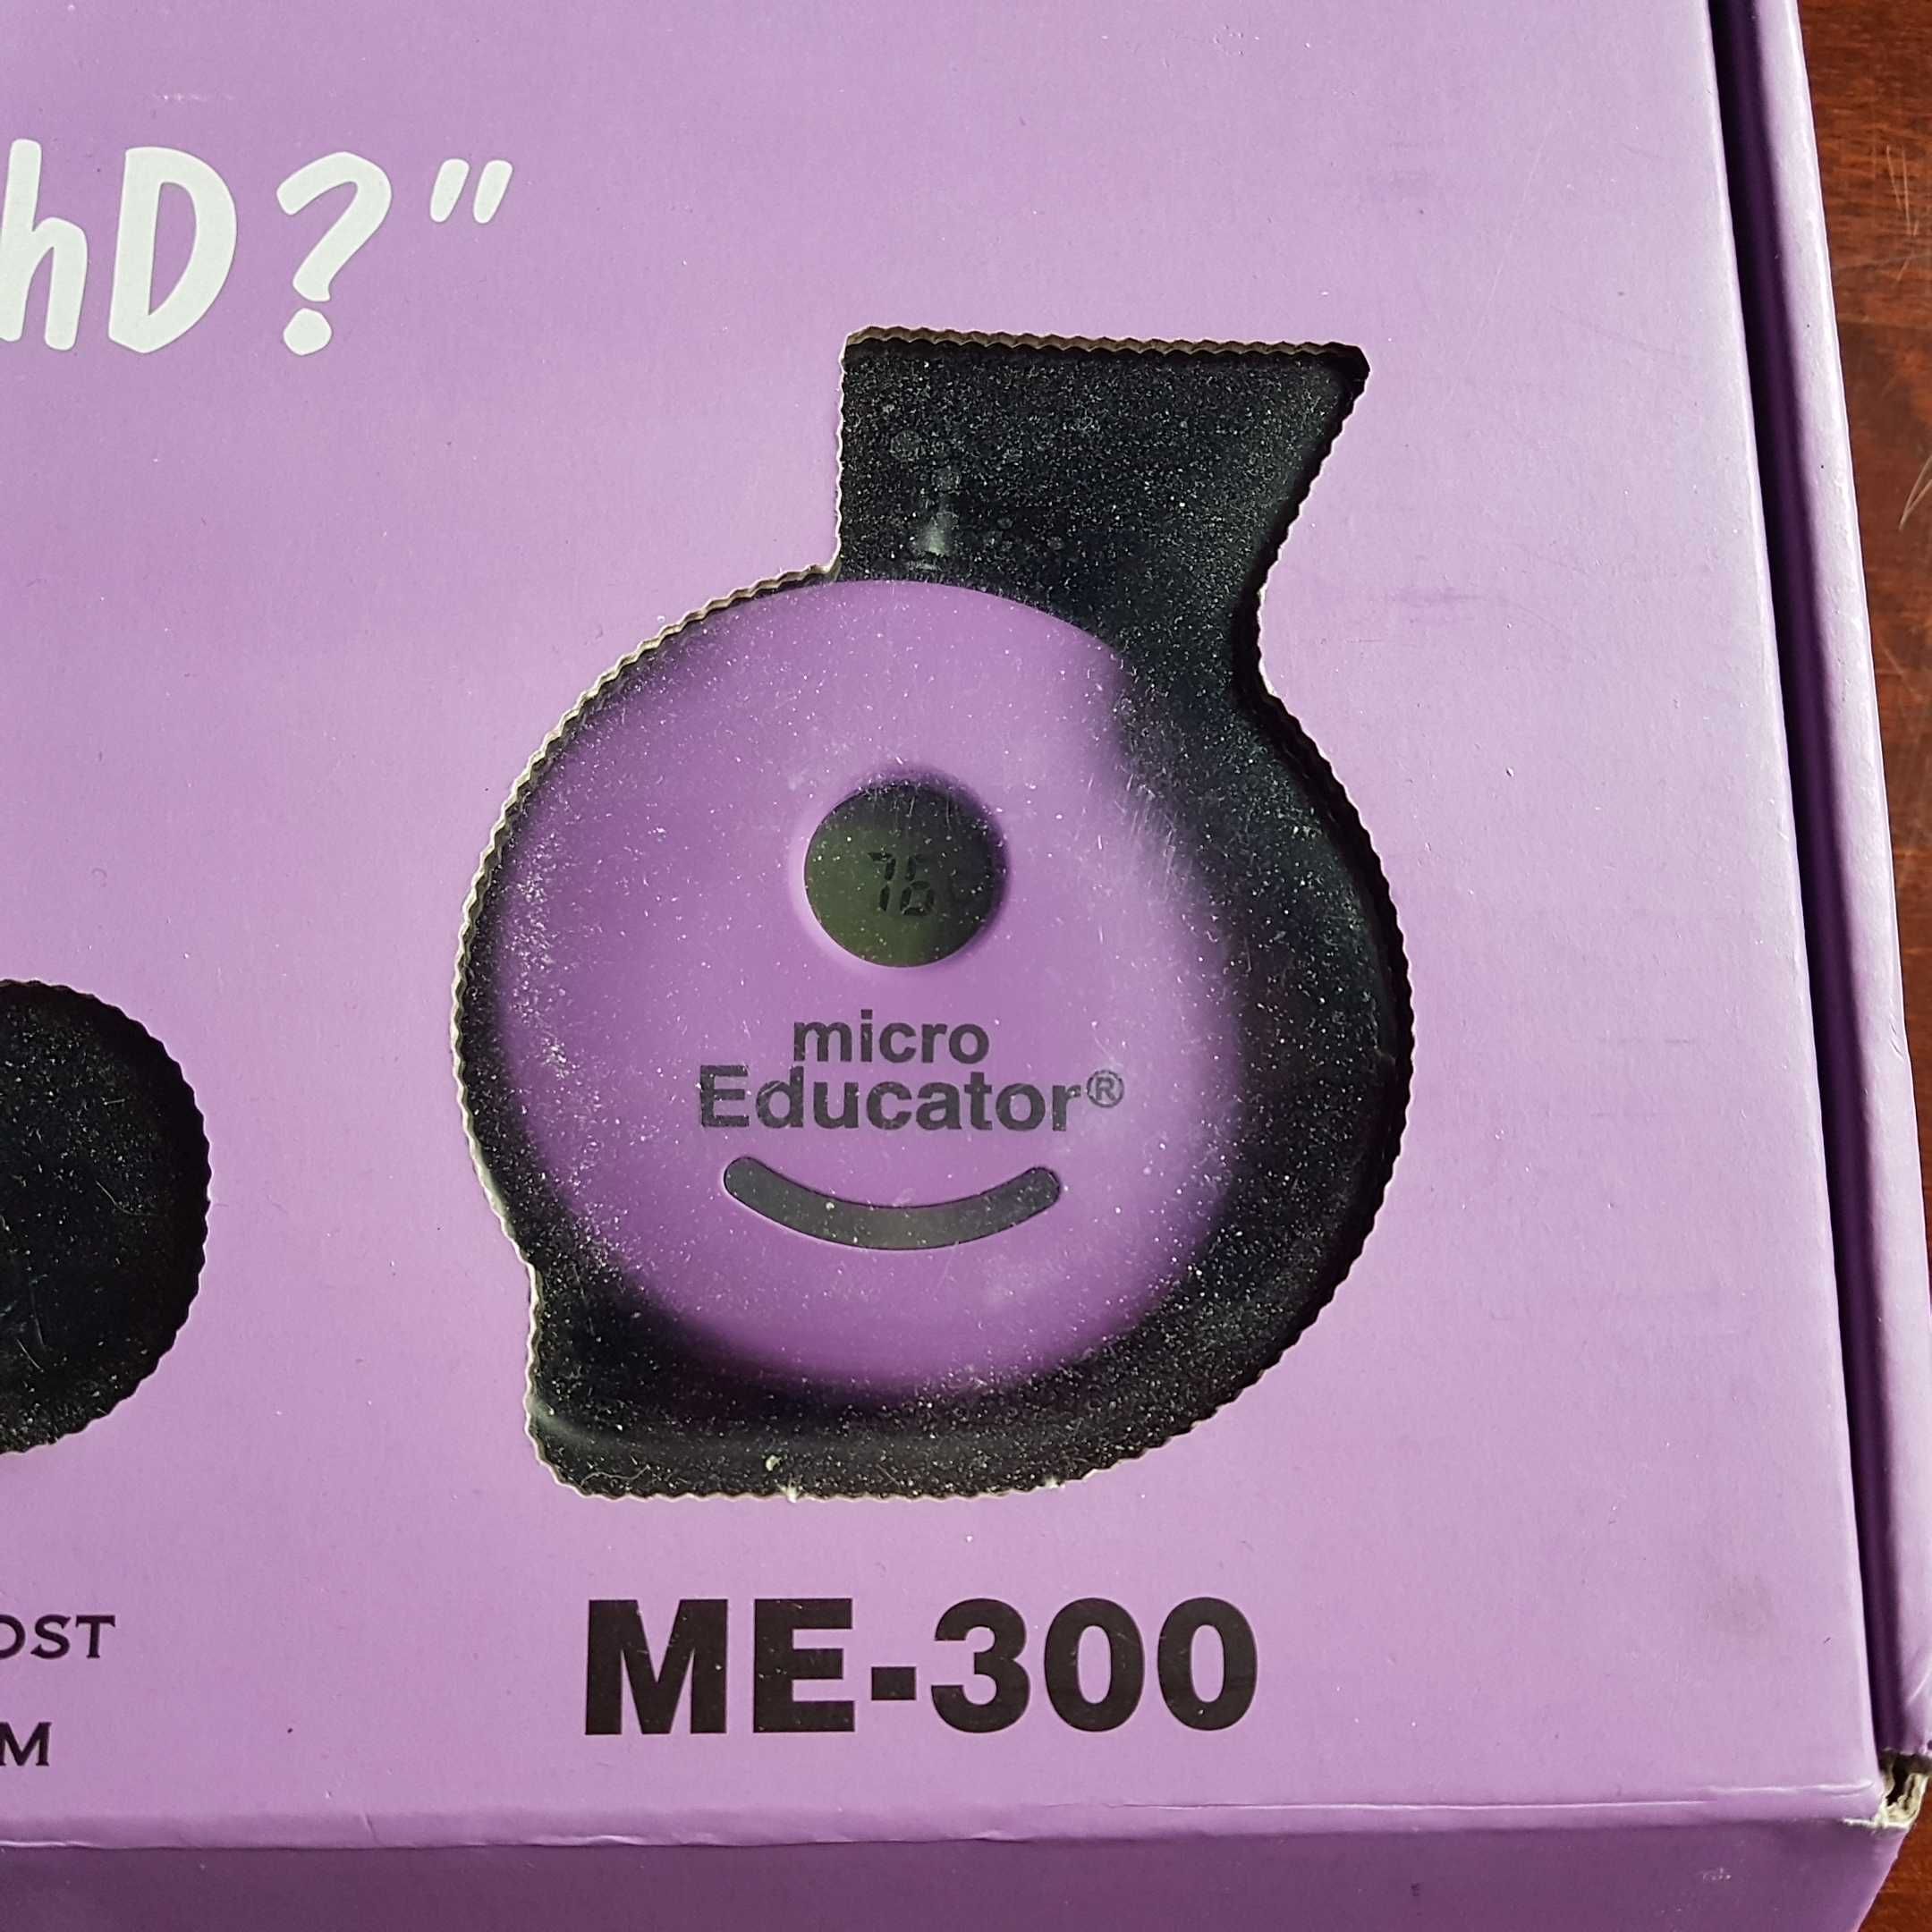 hD?"
76
micro
Educator®
OST
M
ME-300